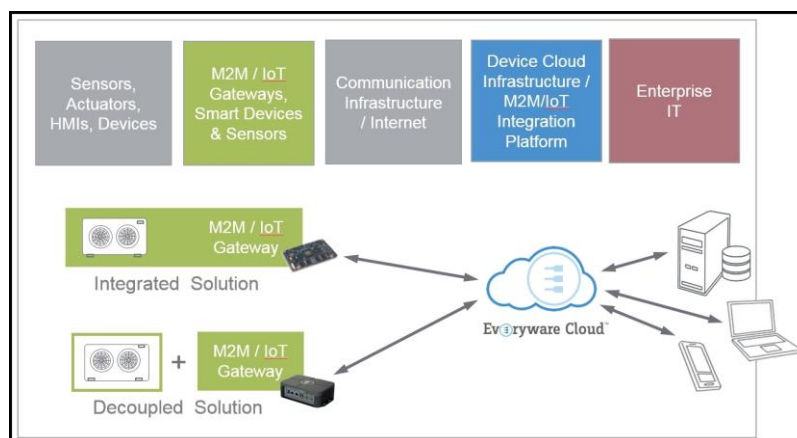 Sensors,
Actuators,
HMIs, Devices
M2M / IoT
Gateways,
Smart Devices
& Sensors
Communication
Infrastructure
/ Internet
Device Cloud
Infrastructure /
M2M/IoT
Integration
Platform
Enterprise
IT
M2M / IoT
Gateway
Integrated Solution
Everyware Cloud™
+
M2M / IoT
Gateway
Decoupled Solution